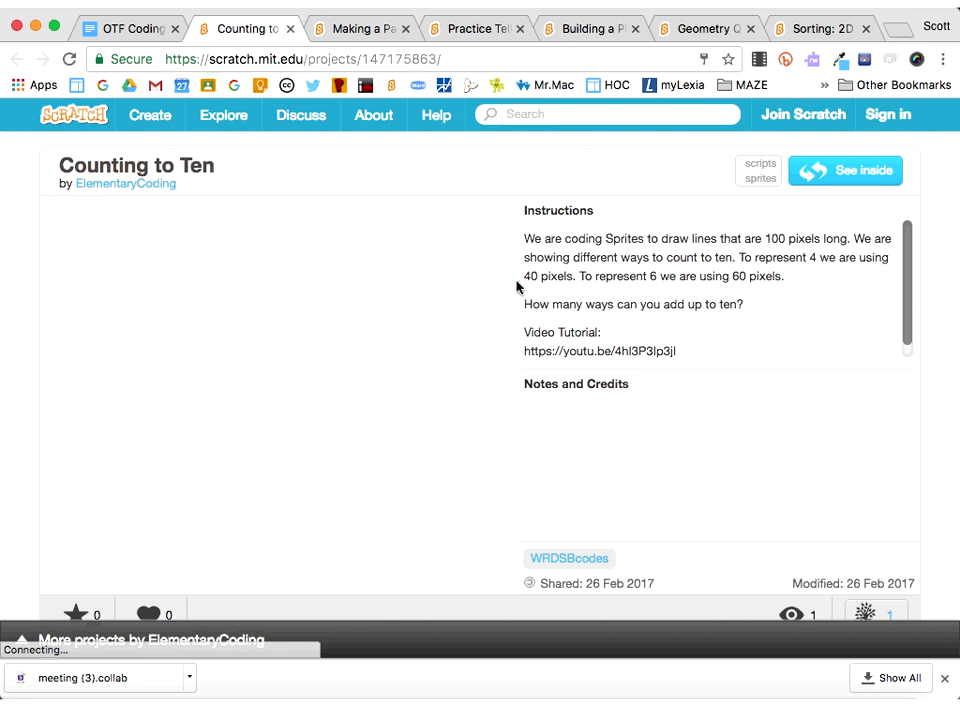 OTF Coding
Counting to
Making a Pa
Practice Tell
Building a P
Geometry Q
Sorting: 2D
Scott
Secure
https://scratch.mit.edu/projects/147175863/
Apps
27
cc
Mr.Mac
HOC
myLexia
MAZE
»
Other Bookmarks
SCRATCH
Create
Explore
Discuss
About
Help
Search
Join Scratch
Sign in
Counting to Ten
by ElementaryCoding
scripts
sprites
See inside
Instructions
We are coding Sprites to draw lines that are 100 pixels long. We are
showing different ways to count to ten. To represent 4 we are using
40 pixels. To represent 6 we are using 60 pixels.
How many ways can you add up to ten?
Video Tutorial:
https://youtu.be/4hl3P3lp3jI
Notes and Credits
WRDSBcodes
Shared: 26 Feb 2017
Modified: 26 Feb 2017
0
0
1
1
More projects by ElementaryCoding
Connecting...
meeting (3).collab
Show All